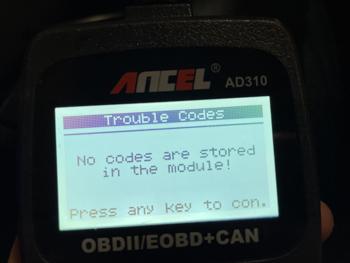 ANCEL®
AD310
Trouble Codes
No codes are stored
in the module!
Press any key to con.
OBDII/EOBD+CAN